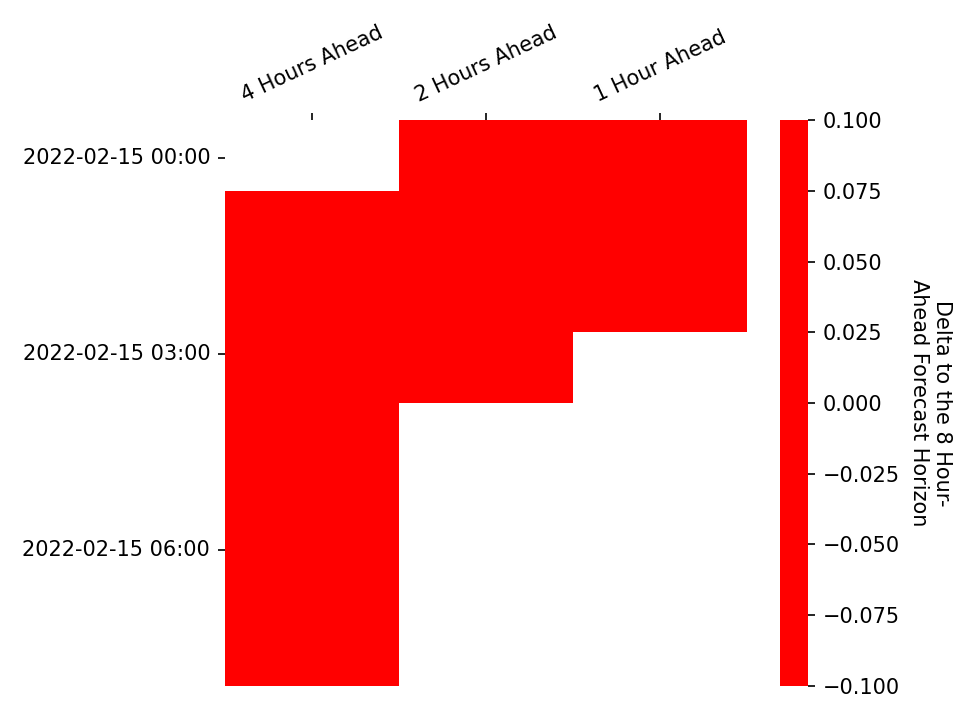 4 Hours Ahead
2 Hours Ahead
1 Hour Ahead
2022-02-15 00:00
2022-02-15 03:00
2022-02-15 06:00
0.100
0.075
0.050
0.025
0.000
−0.025
−0.050
−0.075
−0.100
Delta to the 8 Hour-
Ahead Forecast Horizon